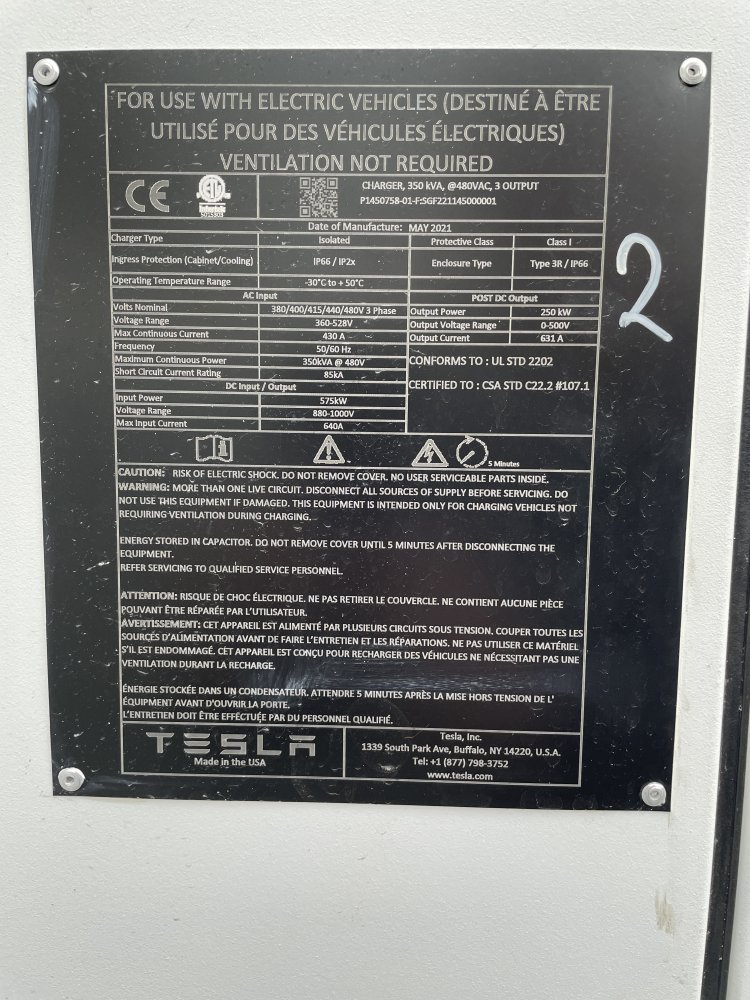 FOR USE WITH ELECTRIC VEHICLES (DESTINÉ À ÊTRE
UTILISÉ POUR DES VÉHICULES ÉLECTRIQUES)
VENTILATION NOT REQUIRED
CE
ETL
Intertek
CHARGER, 350 kVA, @480VAC, 3 OUTPUT
P1450758-01-F:SGF221145000001
Date of Manufacture: MAY 2021
Charger Type Isolated Protective Class Class I
Ingress Protection (Cabinet/Cooling) IP66 / IP2x Enclosure Type Type 3R / IP66
Operating Temperature Range -30°C to + 50°C
AC Input POST DC Output
Volts Nominal 380/400/415/440/480V 3 Phase Output Power 250 kW
Voltage Range 360-528V Output Voltage Range 0-500V
Max Continuous Current 430 A Output Current 631 A
Frequency 50/60 Hz
Maximum Continuous Power 350kVA @ 480V CONFORMS TO : UL STD 2202
Short Circuit Current Rating 85kA
DC Input / Output CERTIFIED TO : CSA STD C22.2 #107.1
Input Power 575kW
Voltage Range 880-1000V
Max Input Current 640A
5 Minutes
CAUTION: RISK OF ELECTRIC SHOCK. DO NOT REMOVE COVER. NO USER SERVICEABLE PARTS INSIDE.
WARNING: MORE THAN ONE LIVE CIRCUIT. DISCONNECT ALL SOURCES OF SUPPLY BEFORE SERVICING. DO
NOT USE THIS EQUIPMENT IF DAMAGED. THIS EQUIPMENT IS INTENDED ONLY FOR CHARGING VEHICLES NOT
REQUIRING VENTILATION DURING CHARGING.
ENERGY STORED IN CAPACITOR. DO NOT REMOVE COVER UNTIL 5 MINUTES AFTER DISCONNECTING THE
EQUIPMENT.
REFER SERVICING TO QUALIFIED SERVICE PERSONNEL.
ATTENTION: RISQUE DE CHOC ÉLECTRIQUE. NE PAS RETIRER LE COUVERCLE. NE CONTIENT AUCUNE PIÈCE
POUVANT ÊTRE RÉPARÉE PAR L'UTILISATEUR.
AVERTISSEMENT: CET APPAREIL EST ALIMENTÉ PAR PLUSIEURS CIRCUITS SOUS TENSION. COUPER TOUTES LES
SOURCES D'ALIMENTATION AVANT DE FAIRE L'ENTRETIEN ET LES RÉPARATIONS. NE PAS UTILISER CE MATÉRIEL
S'IL EST ENDOMMAGÉ. CET APPAREIL EST CONÇU POUR RECHARGER DES VÉHICULES NE NÉCESSITANT PAS UNE
VENTILATION DURANT LA RECHARGE.
ÉNERGIE STOCKÉE DANS UN CONDENSATEUR. ATTENDRE 5 MINUTES APRÈS LA MISE HORS TENSION DE L'
ÉQUIPMENT AVANT D'OUVRIR LA PORTE.
L'ENTRETIEN DOIT ÊTRE EFFECTUÉE PAR DU PERSONNEL QUALIFIÉ.
TESLA
Made in the USA
Tesla, Inc.
1339 South Park Ave, Buffalo, NY 14220, U.S.A.
Tel: +1 (877) 798-3752
www.tesla.com
2